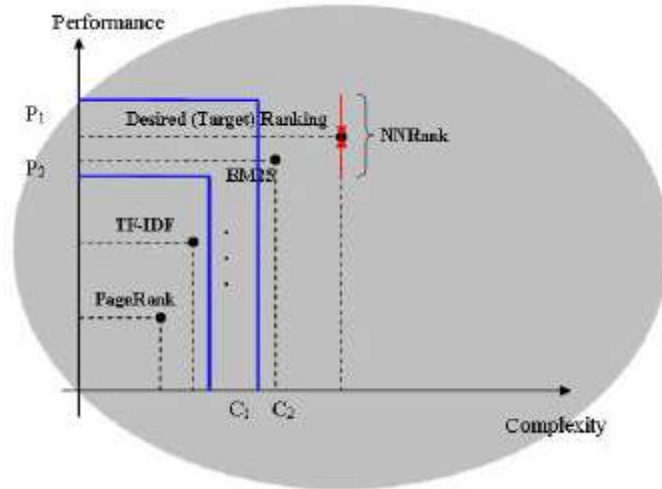 Performance
P1
Desired (Target) Ranking
NNRank
P2
BM25
TF-IDF
PageRank
C1 C2
Complexity